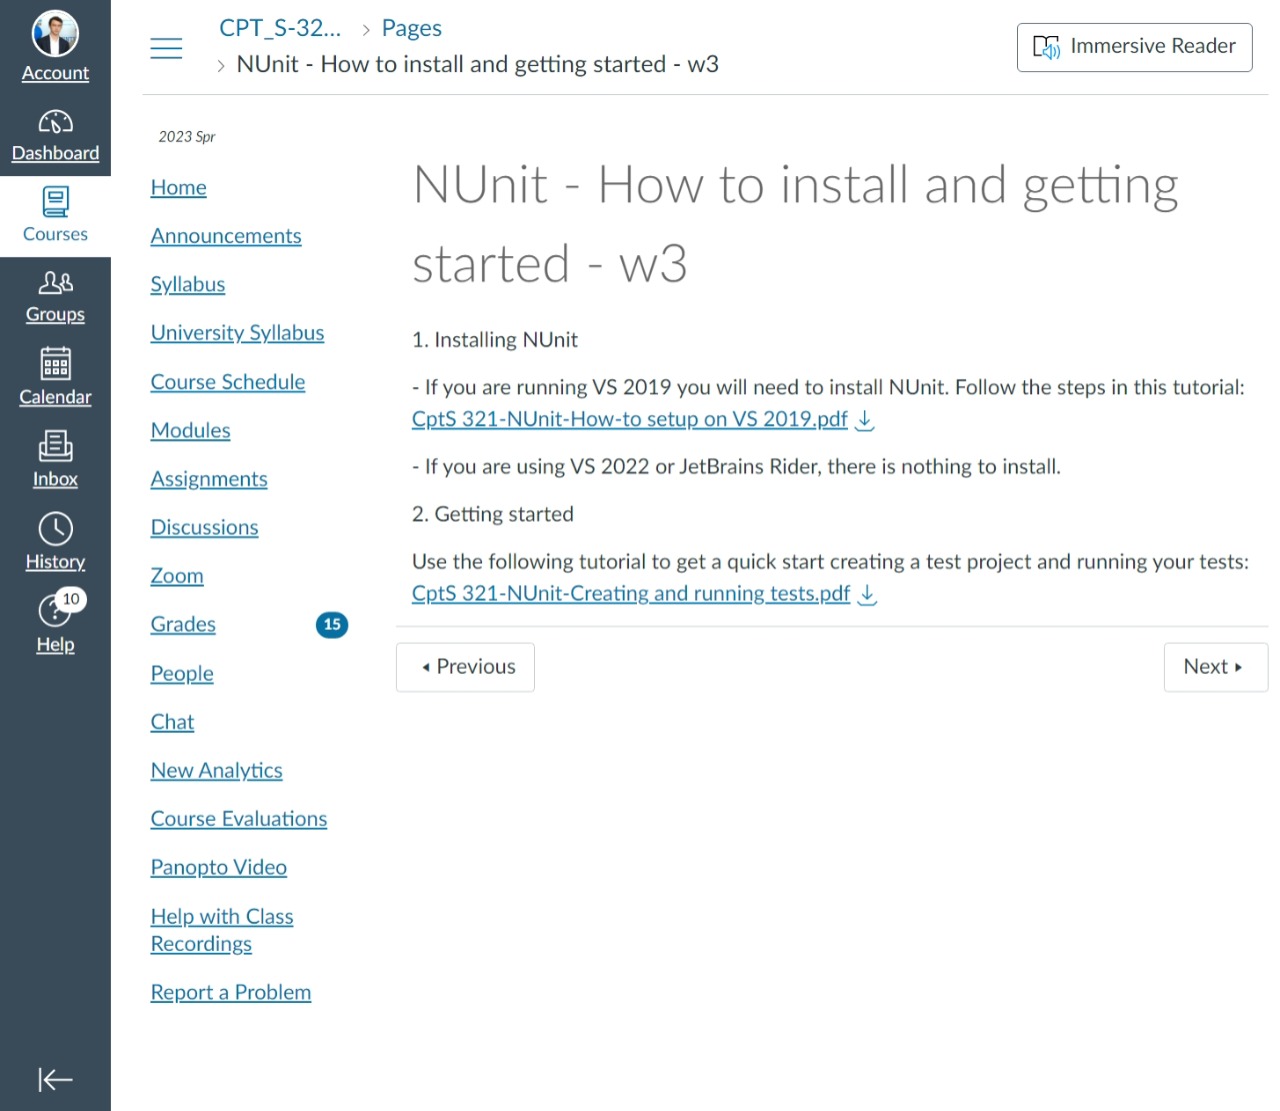 Account
Dashboard
Courses
Groups
Calendar
Inbox
History
10
Help
CPT_S-32... > Pages
> NUnit - How to install and getting started - w3
Immersive Reader
2023 Spr
Home
Announcements
Syllabus
University Syllabus
Course Schedule
Modules
Assignments
Discussions
Zoom
Grades 15
People
Chat
New Analytics
Course Evaluations
Panopto Video
Help with Class
Recordings
Report a Problem
NUnit - How to install and getting
started - w3
1. Installing NUnit
- If you are running VS 2019 you will need to install NUnit. Follow the steps in this tutorial:
CptS 321-NUnit-How-to setup on VS 2019.pdf
- If you are using VS 2022 or JetBrains Rider, there is nothing to install.
2. Getting started
Use the following tutorial to get a quick start creating a test project and running your tests:
CptS 321-NUnit-Creating and running tests.pdf
Previous
Next